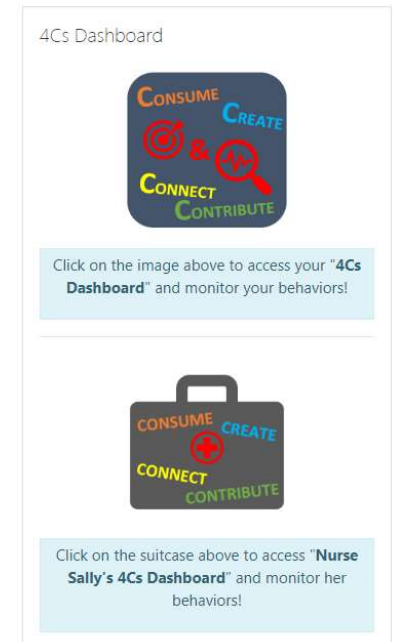 4Cs Dashboard
CONSUME
CREATE
&
CONNECT
CONTRIBUTE
Click on the image above to access your "4Cs
Dashboard" and monitor your behaviors!
CONSUME
CREATE
CONNECT
CONTRIBUTE
Click on the suitcase above to access "Nurse
Sally's 4Cs Dashboard" and monitor her
behaviors!